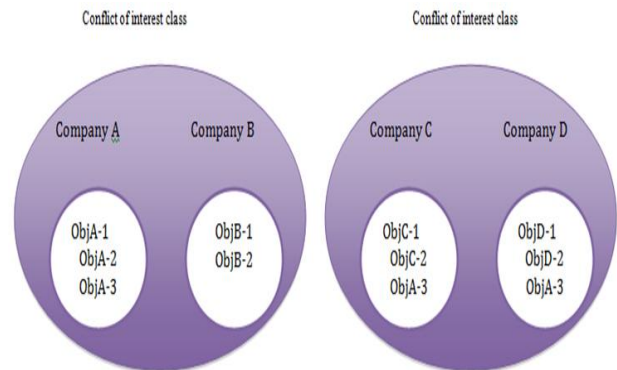 Conflict of interest class
Conflict of interest class
Company A
Company B
ObjA-1
ObjA-2
ObjA-3
ObjB-1
ObjB-2
Company C
Company D
ObjC-1
ObjC-2
ObjA-3
ObjD-1
ObjD-2
ObjA-3